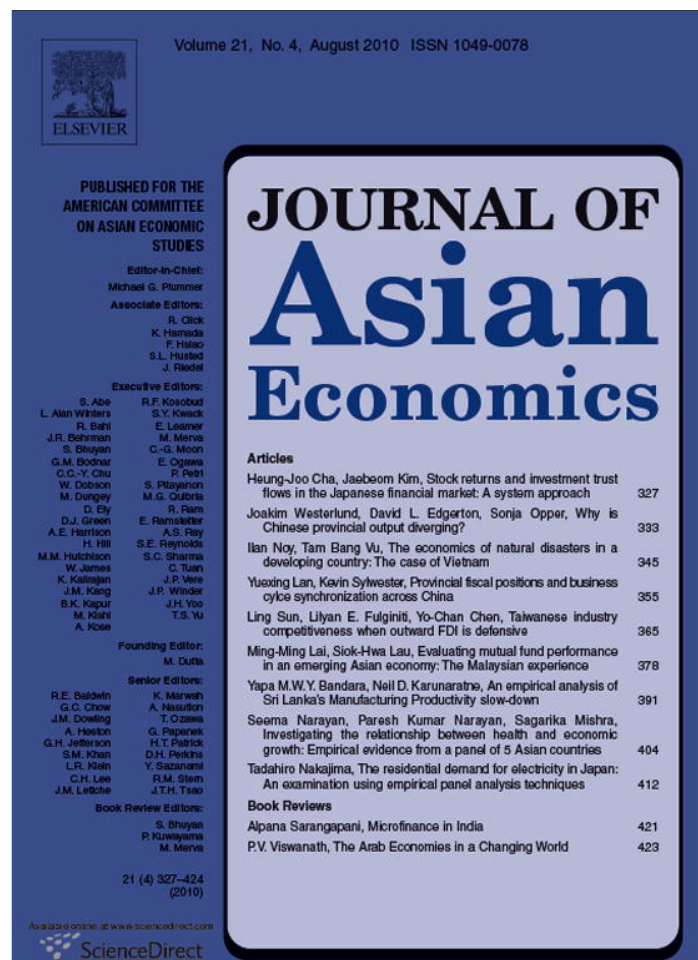 Volume 21, No. 4, August 2010 ISSN 1049-0078
ELSEVIER
PUBLISHED FOR THE
AMERICAN COMMITTEE
ON ASIAN ECONOMIC
STUDIES
Editor-in-Chief:
Michael G. Plummer
Associate Editors:
R. Click
K. Hamada
F. Hsiao
S.L. Husted
J. Riedel
Executive Editors:
S. Abe R.F. Kosobud
L. Alan Winters S.Y. Kwack
R. Bahl E. Leamer
J.R. Behrman M. Merva
S. Bhuyan C.-G. Moon
G.M. Bodnar E. Ogawa
C.C.-Y. Chu P. Petri
W. Dobson S. Pitayanon
M. Dungey M.G. Quibria
D. Ely R. Ram
D.J. Green E. Ramstetter
A.E. Harrison A.S. Ray
H. Hill S.E. Reynolds
M.M. Hutchison S.C. Sharma
W. James C. Tuan
K. Kalirajan J.P. Vere
J.M. Kang J.P. Winder
B.K. Kapur J.H. Yoo
M. Kishi T.S. Yu
A. Kose
Founding Editor:
M. Dutta
Senior Editors:
R.E. Baldwin K. Marwah
G.C. Chow A. Nasution
J.M. Dowling T. Ozawa
A. Heston G. Papanek
G.H. Jefferson H.T. Patrick
S.M. Khan D.H. Perkins
L.R. Klein Y. Sazanami
C.H. Lee R.M. Stern
J.M. Letiche J.T.H. Tsao
Book Review Editors:
S. Bhuyan
P. Kuwayama
M. Merva
21 (4) 327–424
(2010)
Available online at www.sciencedirect.com
ScienceDirect
JOURNAL OF
Asian
Economics
Articles
Heung-Joo Cha, Jaebeom Kim, Stock returns and investment trust
flows in the Japanese financial market: A system approach 327
Joakim Westerlund, David L. Edgerton, Sonja Opper, Why is
Chinese provincial output diverging? 333
Ilan Noy, Tam Bang Vu, The economics of natural disasters in a
developing country: The case of Vietnam 345
Yuexing Lan, Kevin Sylwester, Provincial fiscal positions and business
cylce synchronization across China 355
Ling Sun, Lilyan E. Fulginiti, Yo-Chan Chen, Taiwanese industry
competitiveness when outward FDI is defensive 365
Ming-Ming Lai, Siok-Hwa Lau, Evaluating mutual fund performance
in an emerging Asian economy: The Malaysian experience 378
Yapa M.W.Y. Bandara, Neil D. Karunaratne, An empirical analysis of
Sri Lanka's Manufacturing Productivity slow-down 391
Seema Narayan, Paresh Kumar Narayan, Sagarika Mishra,
Investigating the relationship between health and economic
growth: Empirical evidence from a panel of 5 Asian countries 404
Tadahiro Nakajima, The residential demand for electricity in Japan:
An examination using empirical panel analysis techniques 412
Book Reviews
Alpana Sarangapani, Microfinance in India 421
P.V. Viswanath, The Arab Economies in a Changing World 423